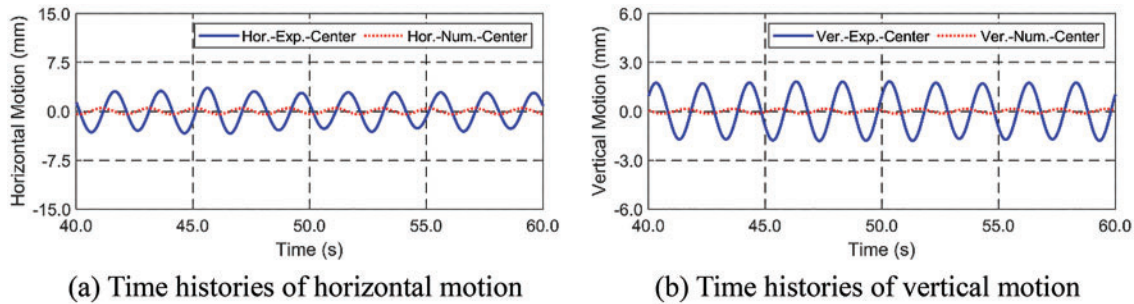 15.0
7.5
0.0
-7.5
-15.0
Horizontal Motion (mm)
Hor.-Exp.-Center
Hor.-Num.-Center
40.0 45.0 50.0 55.0 60.0
Time (s)
(a) Time histories of horizontal motion
6.0
3.0
0.0
-3.0
-6.0
Vertical Motion (mm)
Ver.-Exp.-Center
Ver.-Num.-Center
40.0 45.0 50.0 55.0 60.0
Time (s)
(b) Time histories of vertical motion